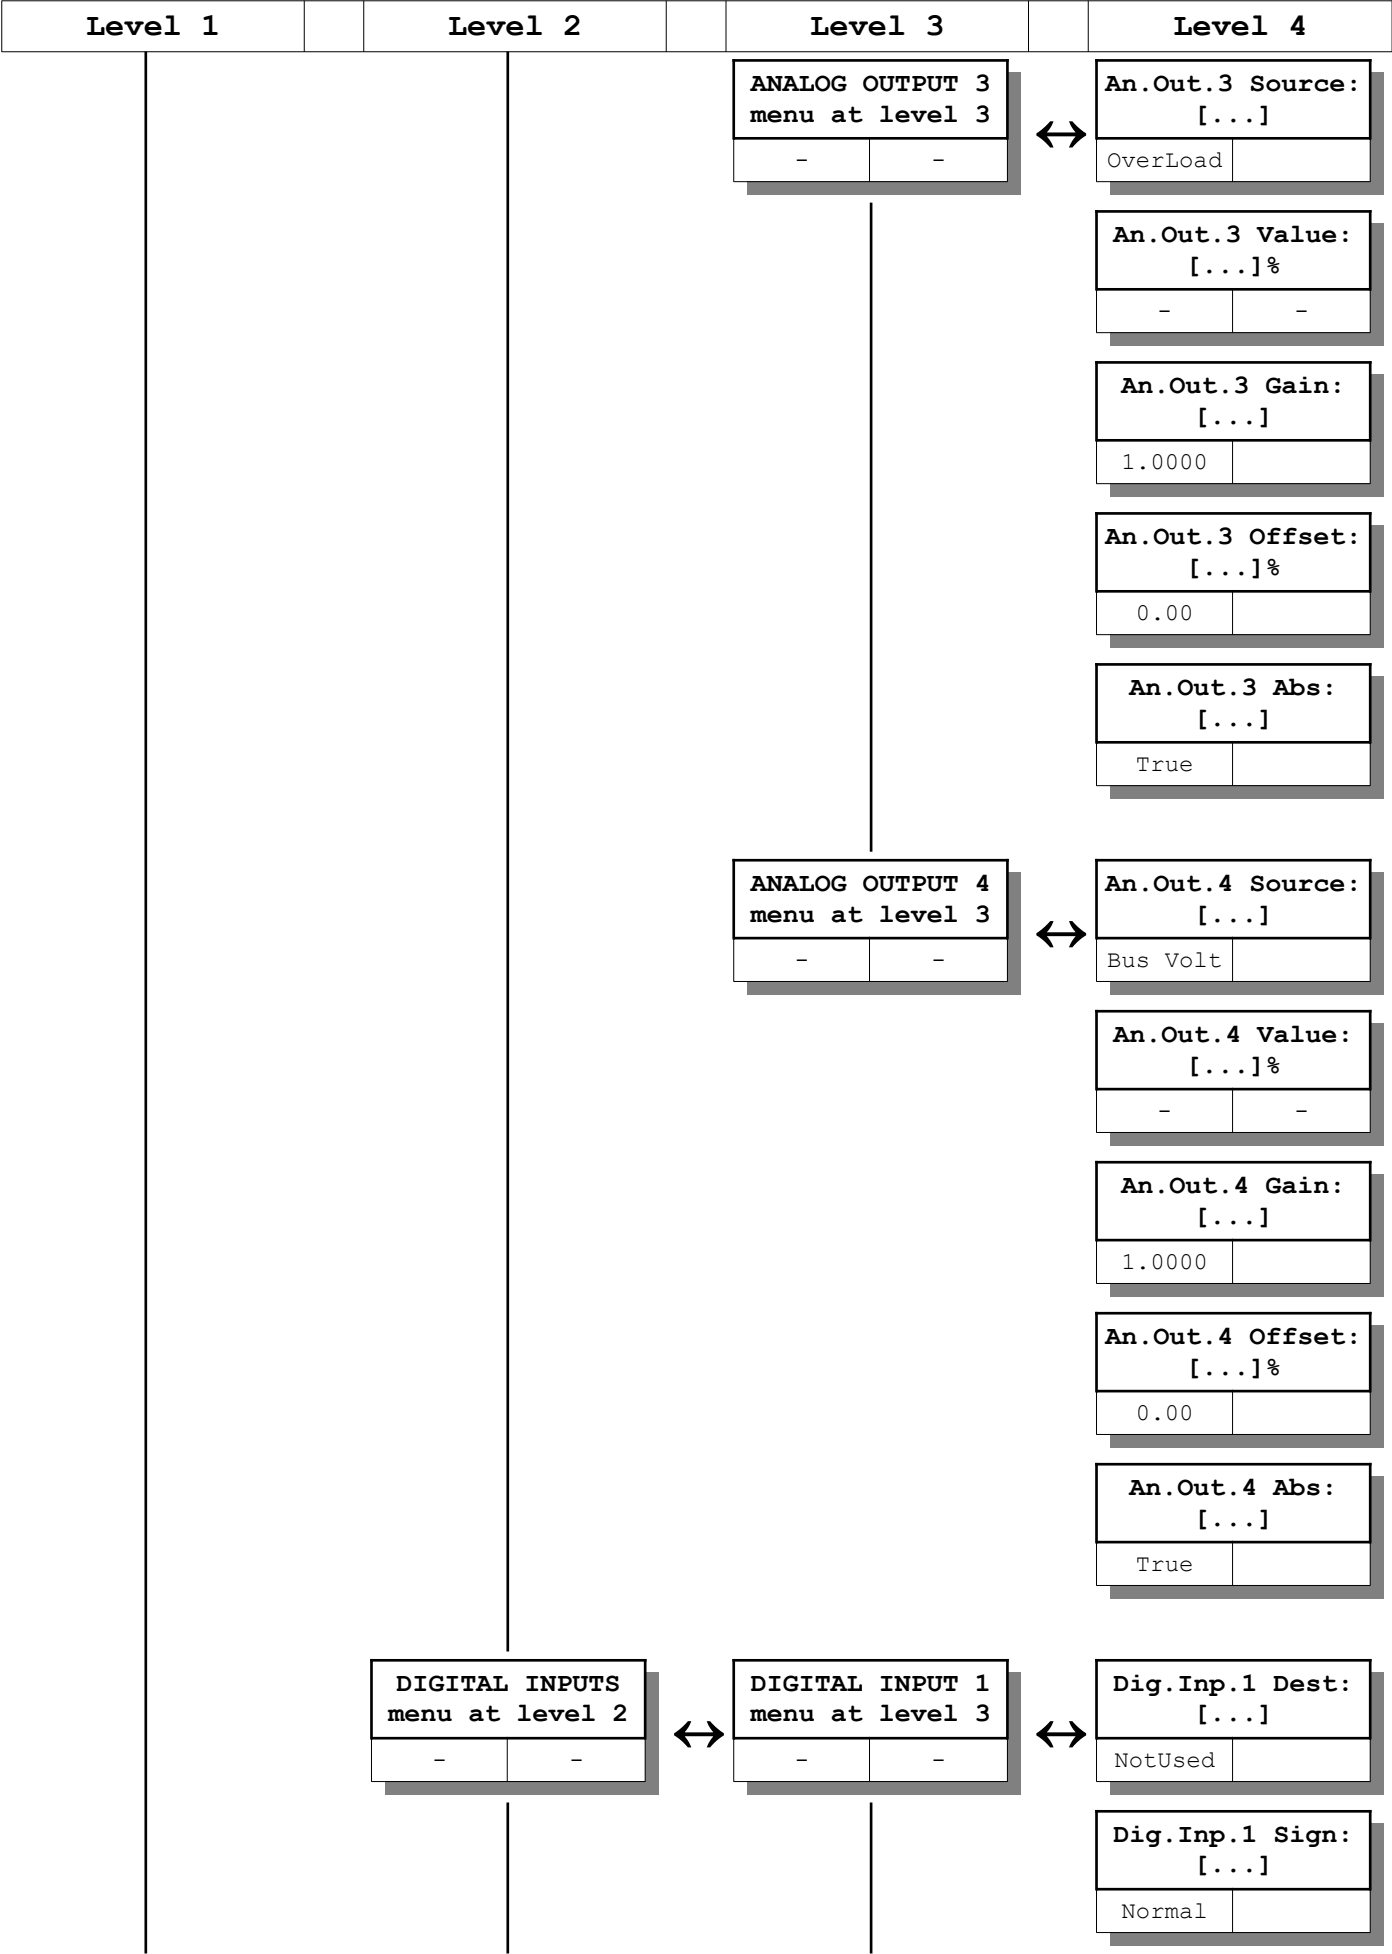 Level 1 Level 2 Level 3 Level 4
ANALOG OUTPUT 3
menu at level 3
- -
An.Out.3 Source:
[...]
OverLoad
An.Out.3 Value:
[...]%
- -
An.Out.3 Gain:
[...]
1.0000
An.Out.3 Offset:
[...]%
0.00
An.Out.3 Abs:
[...]
True
ANALOG OUTPUT 4
menu at level 3
- -
An.Out.4 Source:
[...]
Bus Volt
An.Out.4 Value:
[...]%
- -
An.Out.4 Gain:
[...]
1.0000
An.Out.4 Offset:
[...]%
0.00
An.Out.4 Abs:
[...]
True
DIGITAL INPUTS
menu at level 2
- -
DIGITAL INPUT 1
menu at level 3
- -
Dig.Inp.1 Dest:
[...]
NotUsed
Dig.Inp.1 Sign:
[...]
Normal